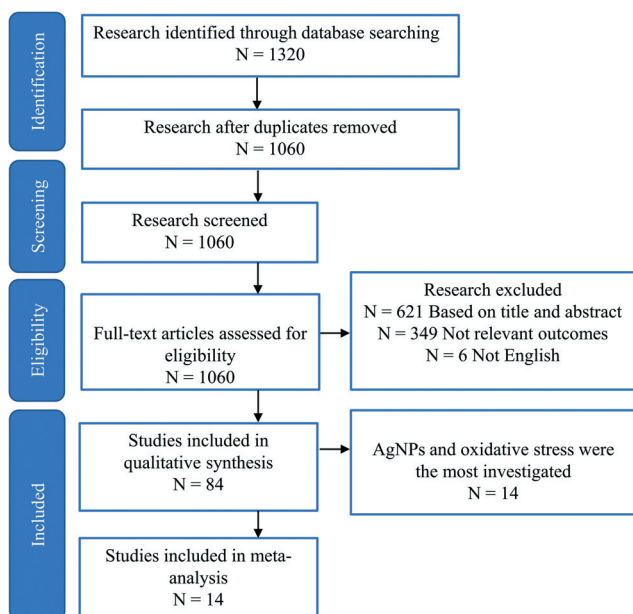 Identification
Research identified through database searching
N = 1320
Research after duplicates removed
N = 1060
Screening
Research screened
N = 1060
Eligibility
Full-text articles assessed for
eligibility
N = 1060
Research excluded
N = 621 Based on title and abstract
N = 349 Not relevant outcomes
N = 6 Not English
Included
Studies included in
qualitative synthesis
N = 84
AgNPs and oxidative stress were
the most investigated
N = 14
Studies included in meta-
analysis
N = 14